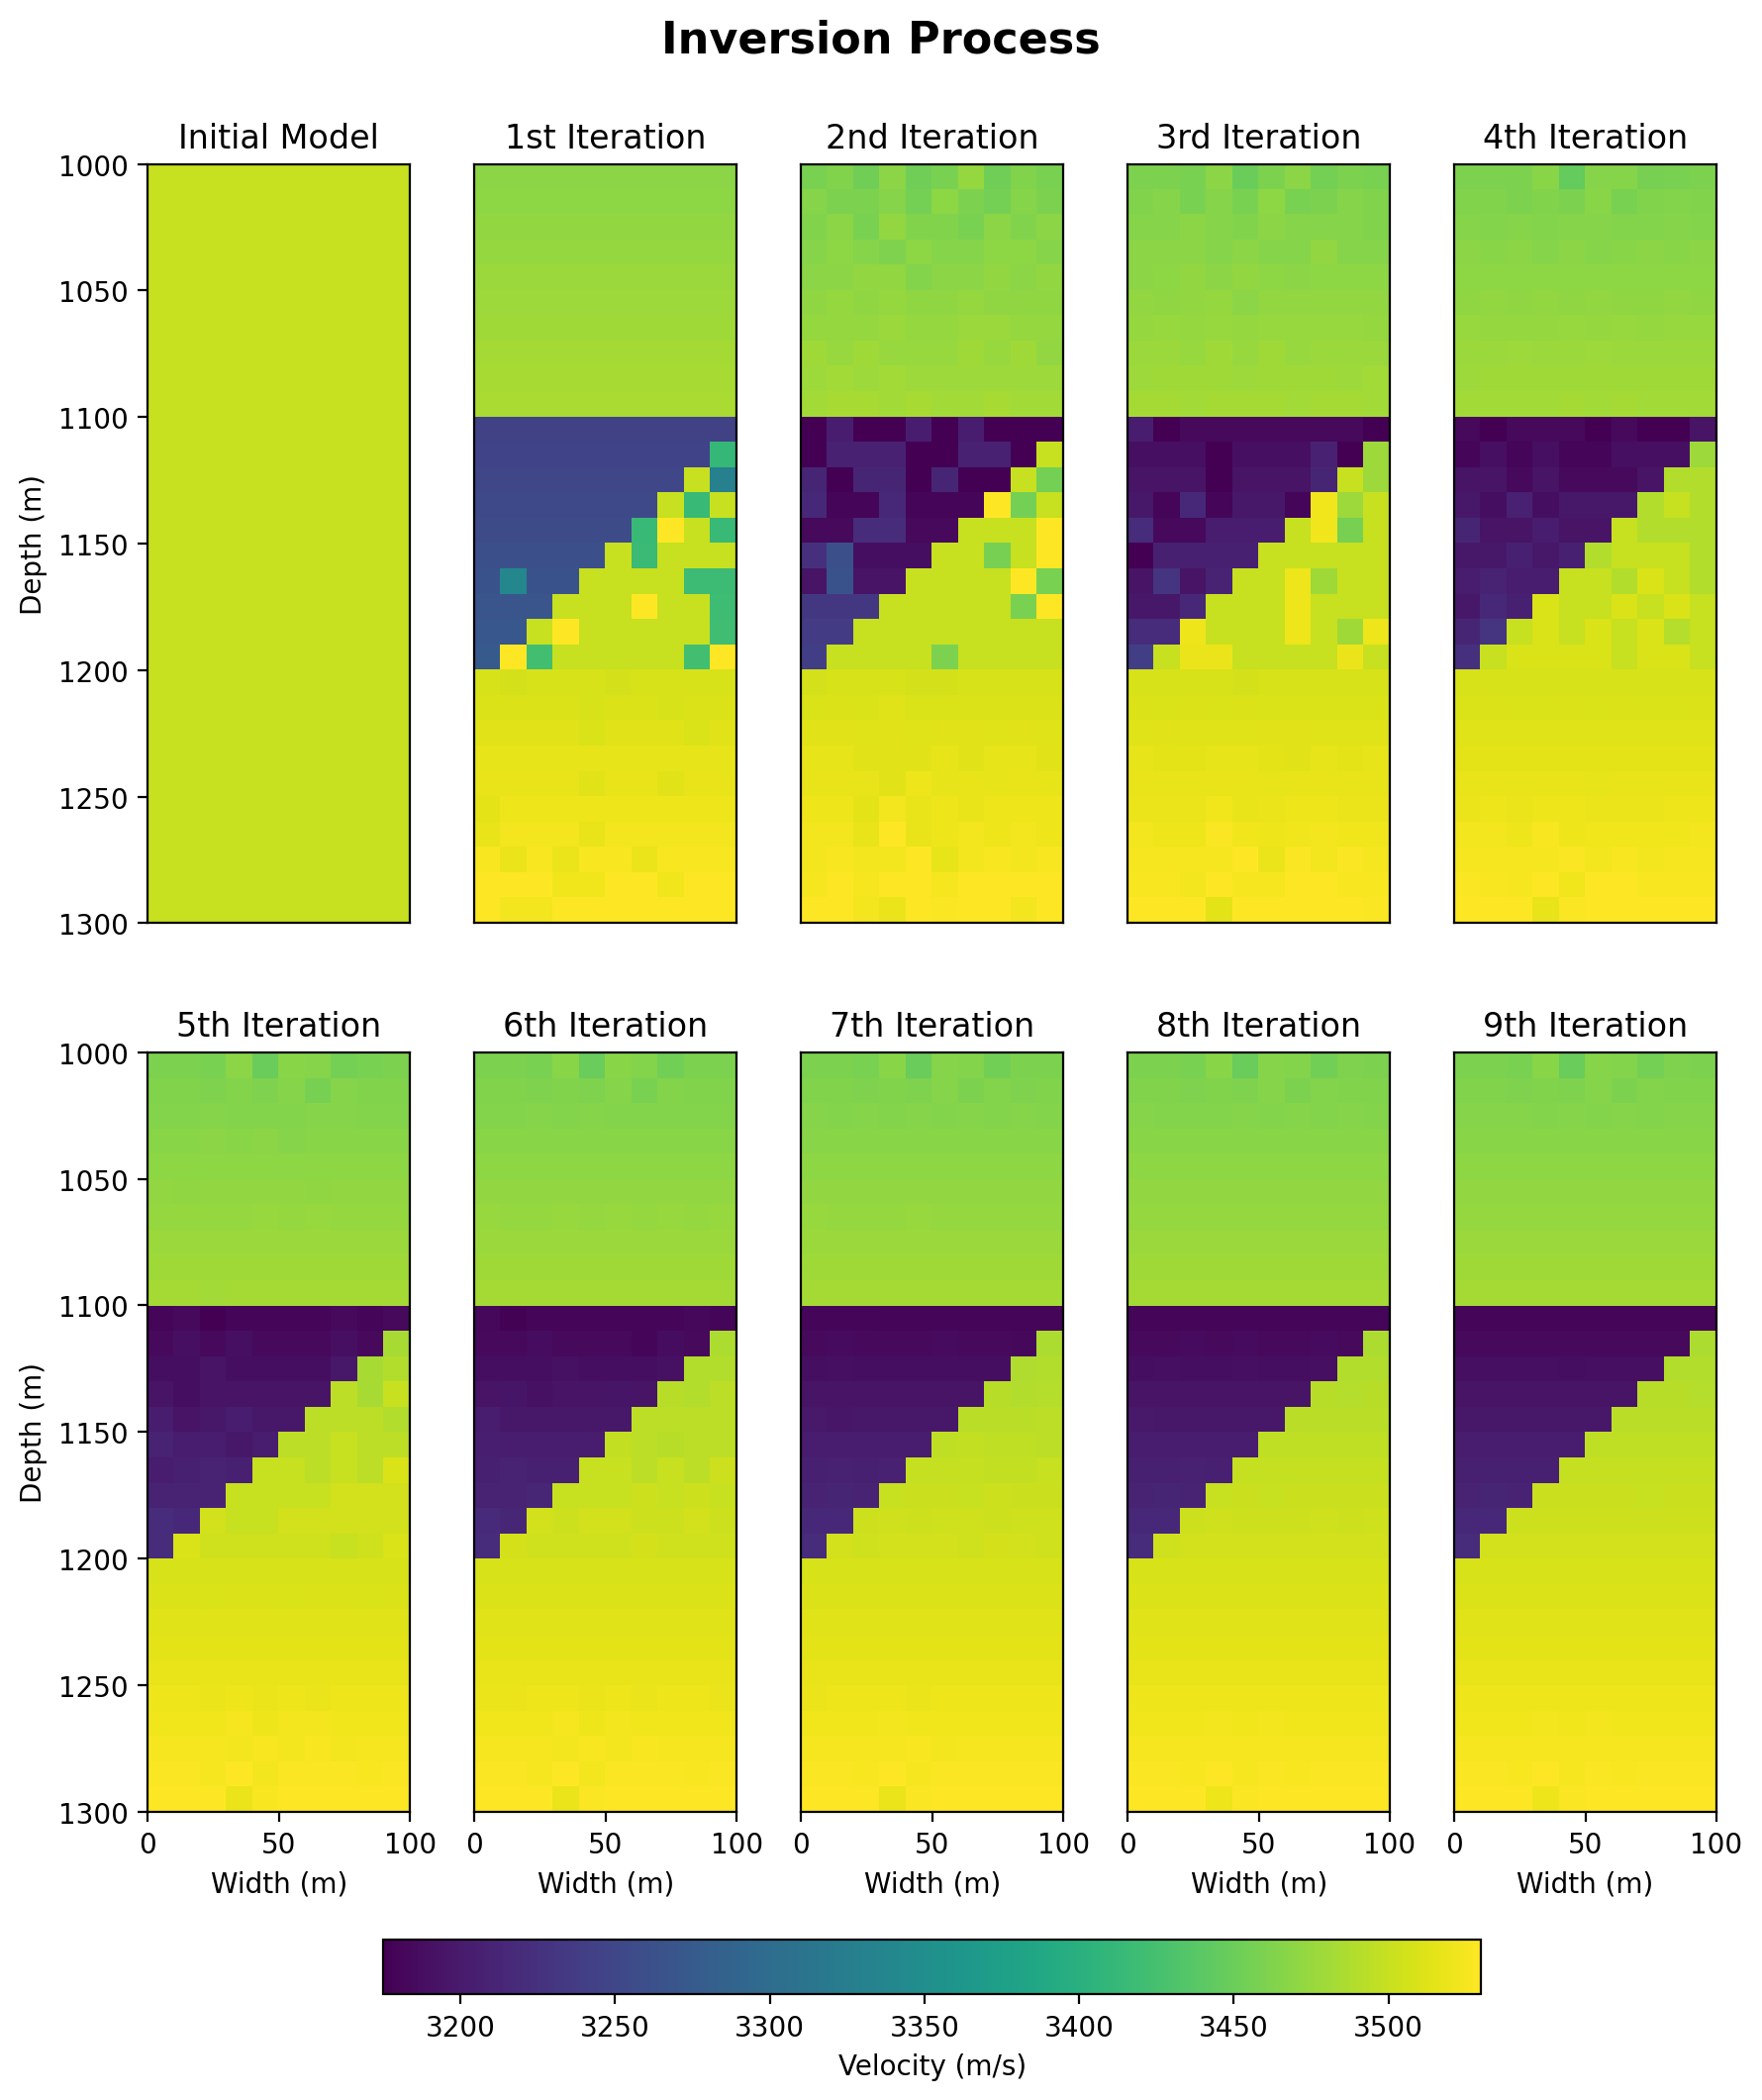 Inversion Process
Initial Model
1st Iteration
2nd Iteration
3rd Iteration
4th Iteration
Depth (m)
1000
1050
1100
1150
1200
1250
1300
5th Iteration
6th Iteration
7th Iteration
8th Iteration
9th Iteration
Depth (m)
1000
1050
1100
1150
1200
1250
1300
0 50 100
0 50 100
0 50 100
0 50 100
0 50 100
Width (m)
Width (m)
Width (m)
Width (m)
Width (m)
3200 3250 3300 3350 3400 3450 3500
Velocity (m/s)